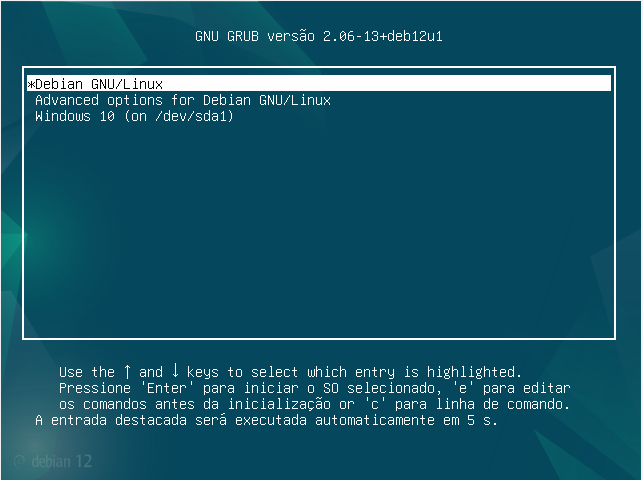 GNU GRUB versão 2.06-13+deb12u1
*Debian GNU/Linux
Advanced options for Debian GNU/Linux
Windows 10 (on /dev/sda1)
Use the ↑ and ↓ keys to select which entry is highlighted.
Pressione 'Enter' para iniciar o SO selecionado, 'e' para editar
os comandos antes da inicialização or 'c' para linha de comando.
A entrada destacada será executada automaticamente em 5 s.
debian 12